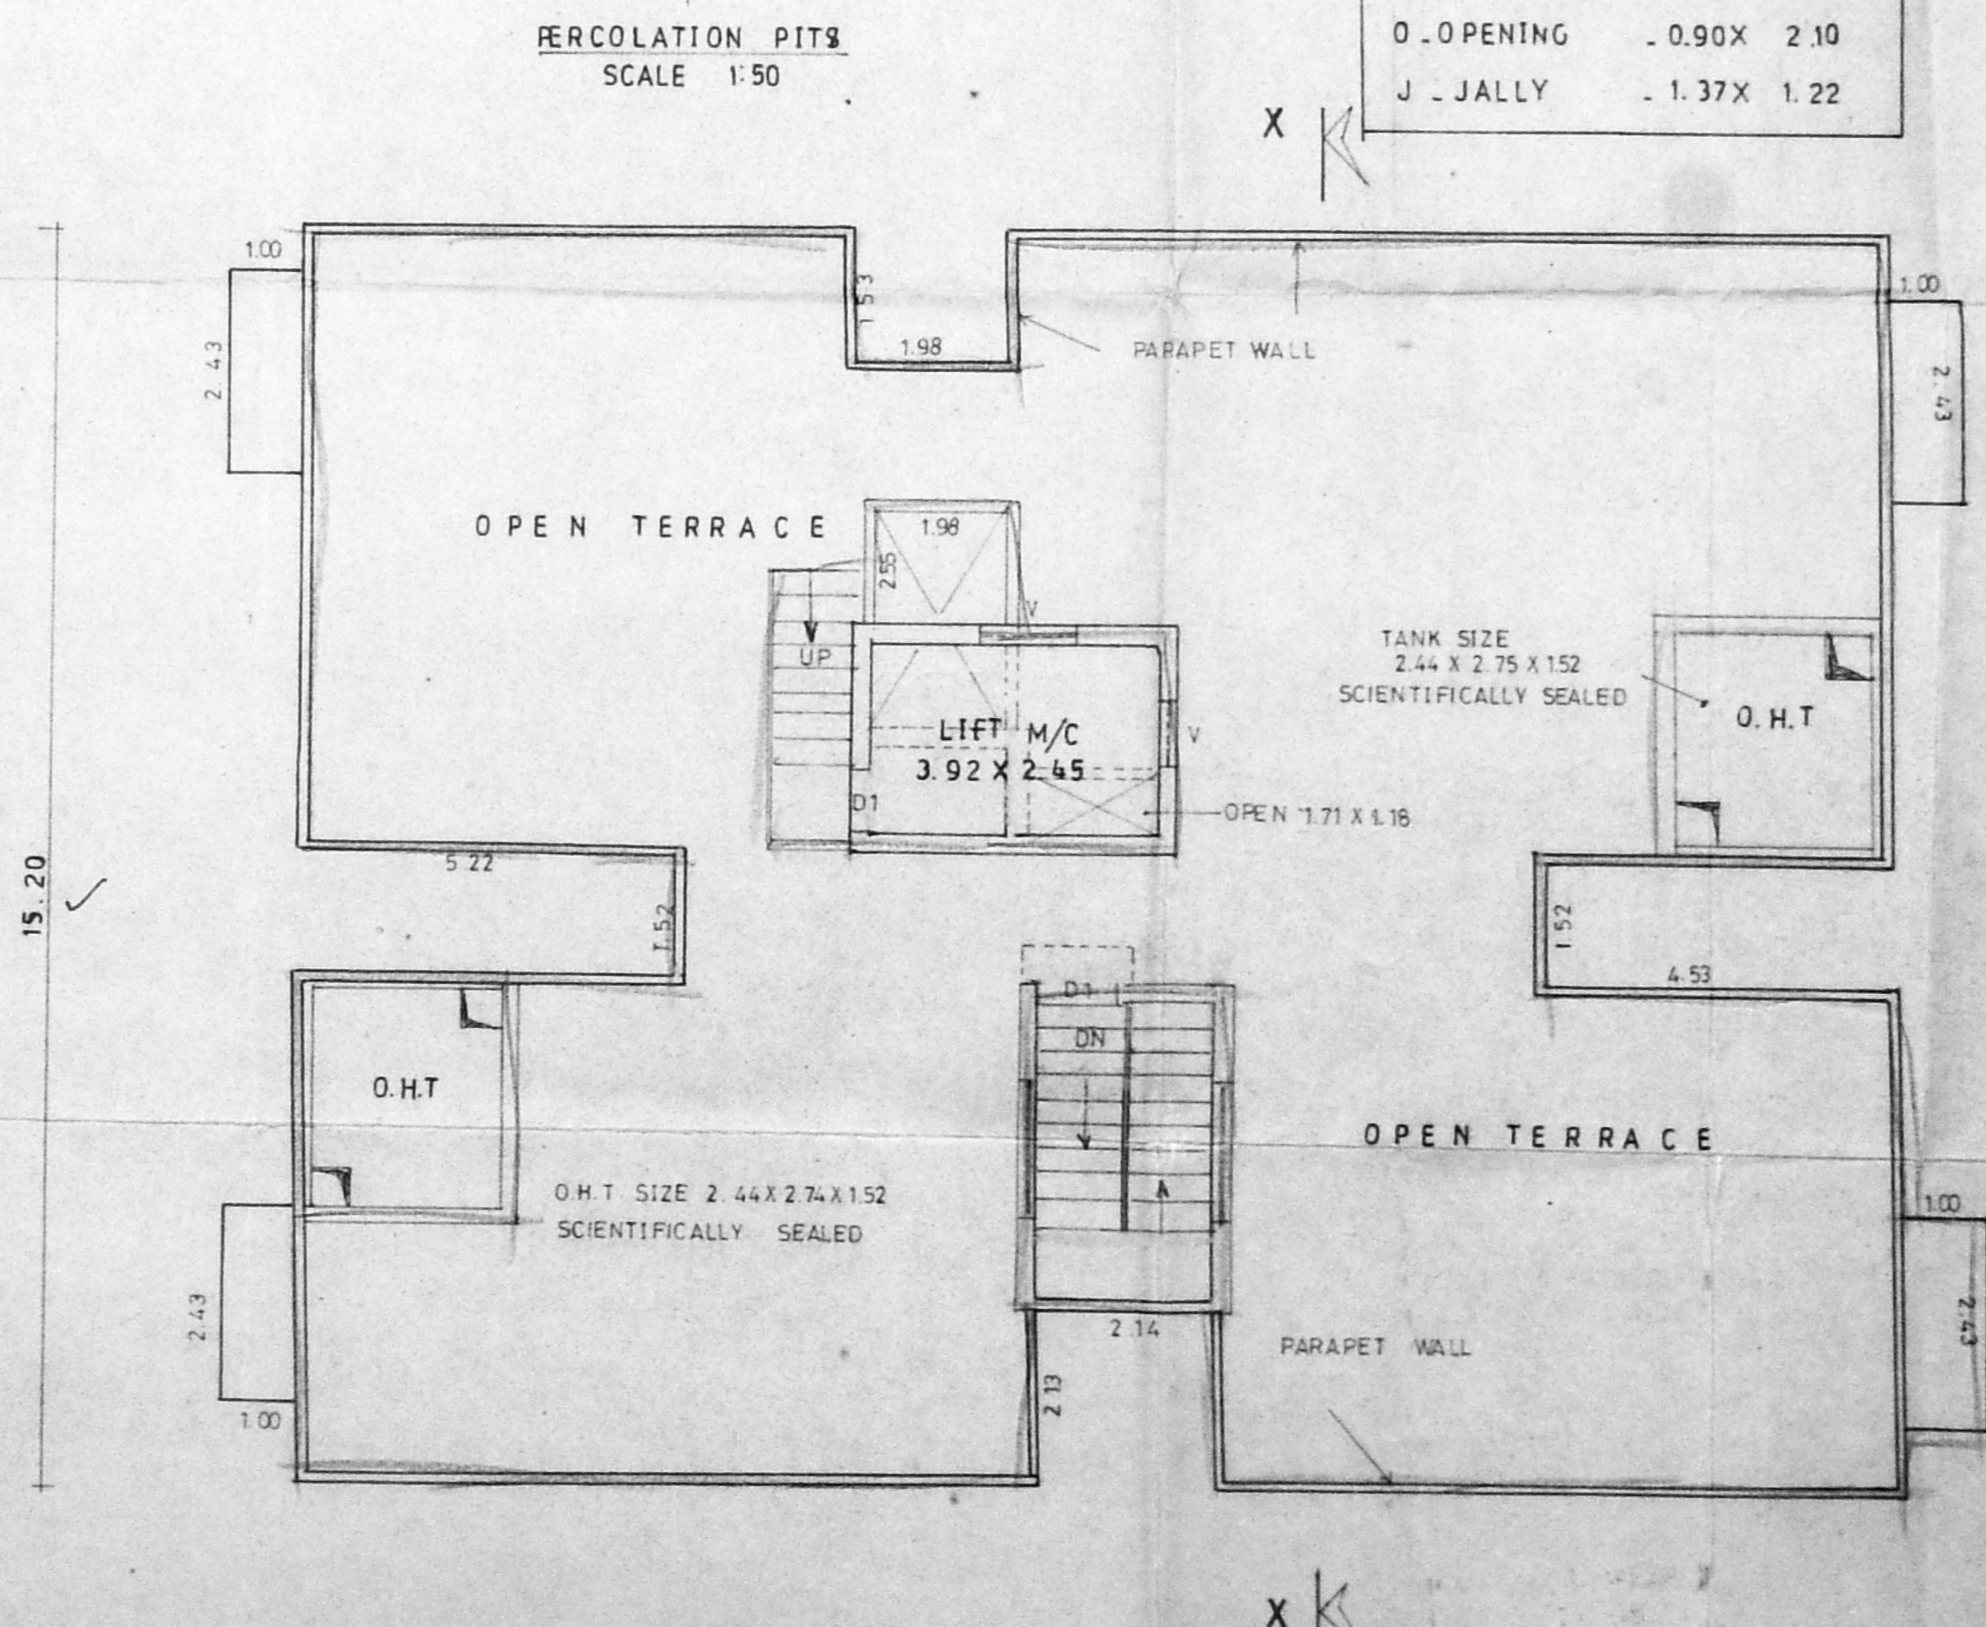 PERCOLATION PITS
SCALE 1:50
O - OPENING - 0.90 X 2.10
J - JALLY - 1.37 X 1.22
X
1.00
1.53
1.98
PARAPET WALL
1.00
2.43
2.43
OPEN TERRACE
1.98
2.55
V
UP
TANK SIZE
2.44 X 2.75 X 1.52
SCIENTIFICALLY SEALED
O.H.T
LIFT M/C
3.92 X 2.45
V
D1
OPEN 1.71 X 1.18
5.22
15.20
1.52
1.52
4.53
D1
DN
O.H.T
OPEN TERRACE
O.H.T SIZE 2.44 X 2.74 X 1.52
SCIENTIFICALLY SEALED
1.00
2.43
2.43
2.14
PARAPET WALL
2.13
1.00
X